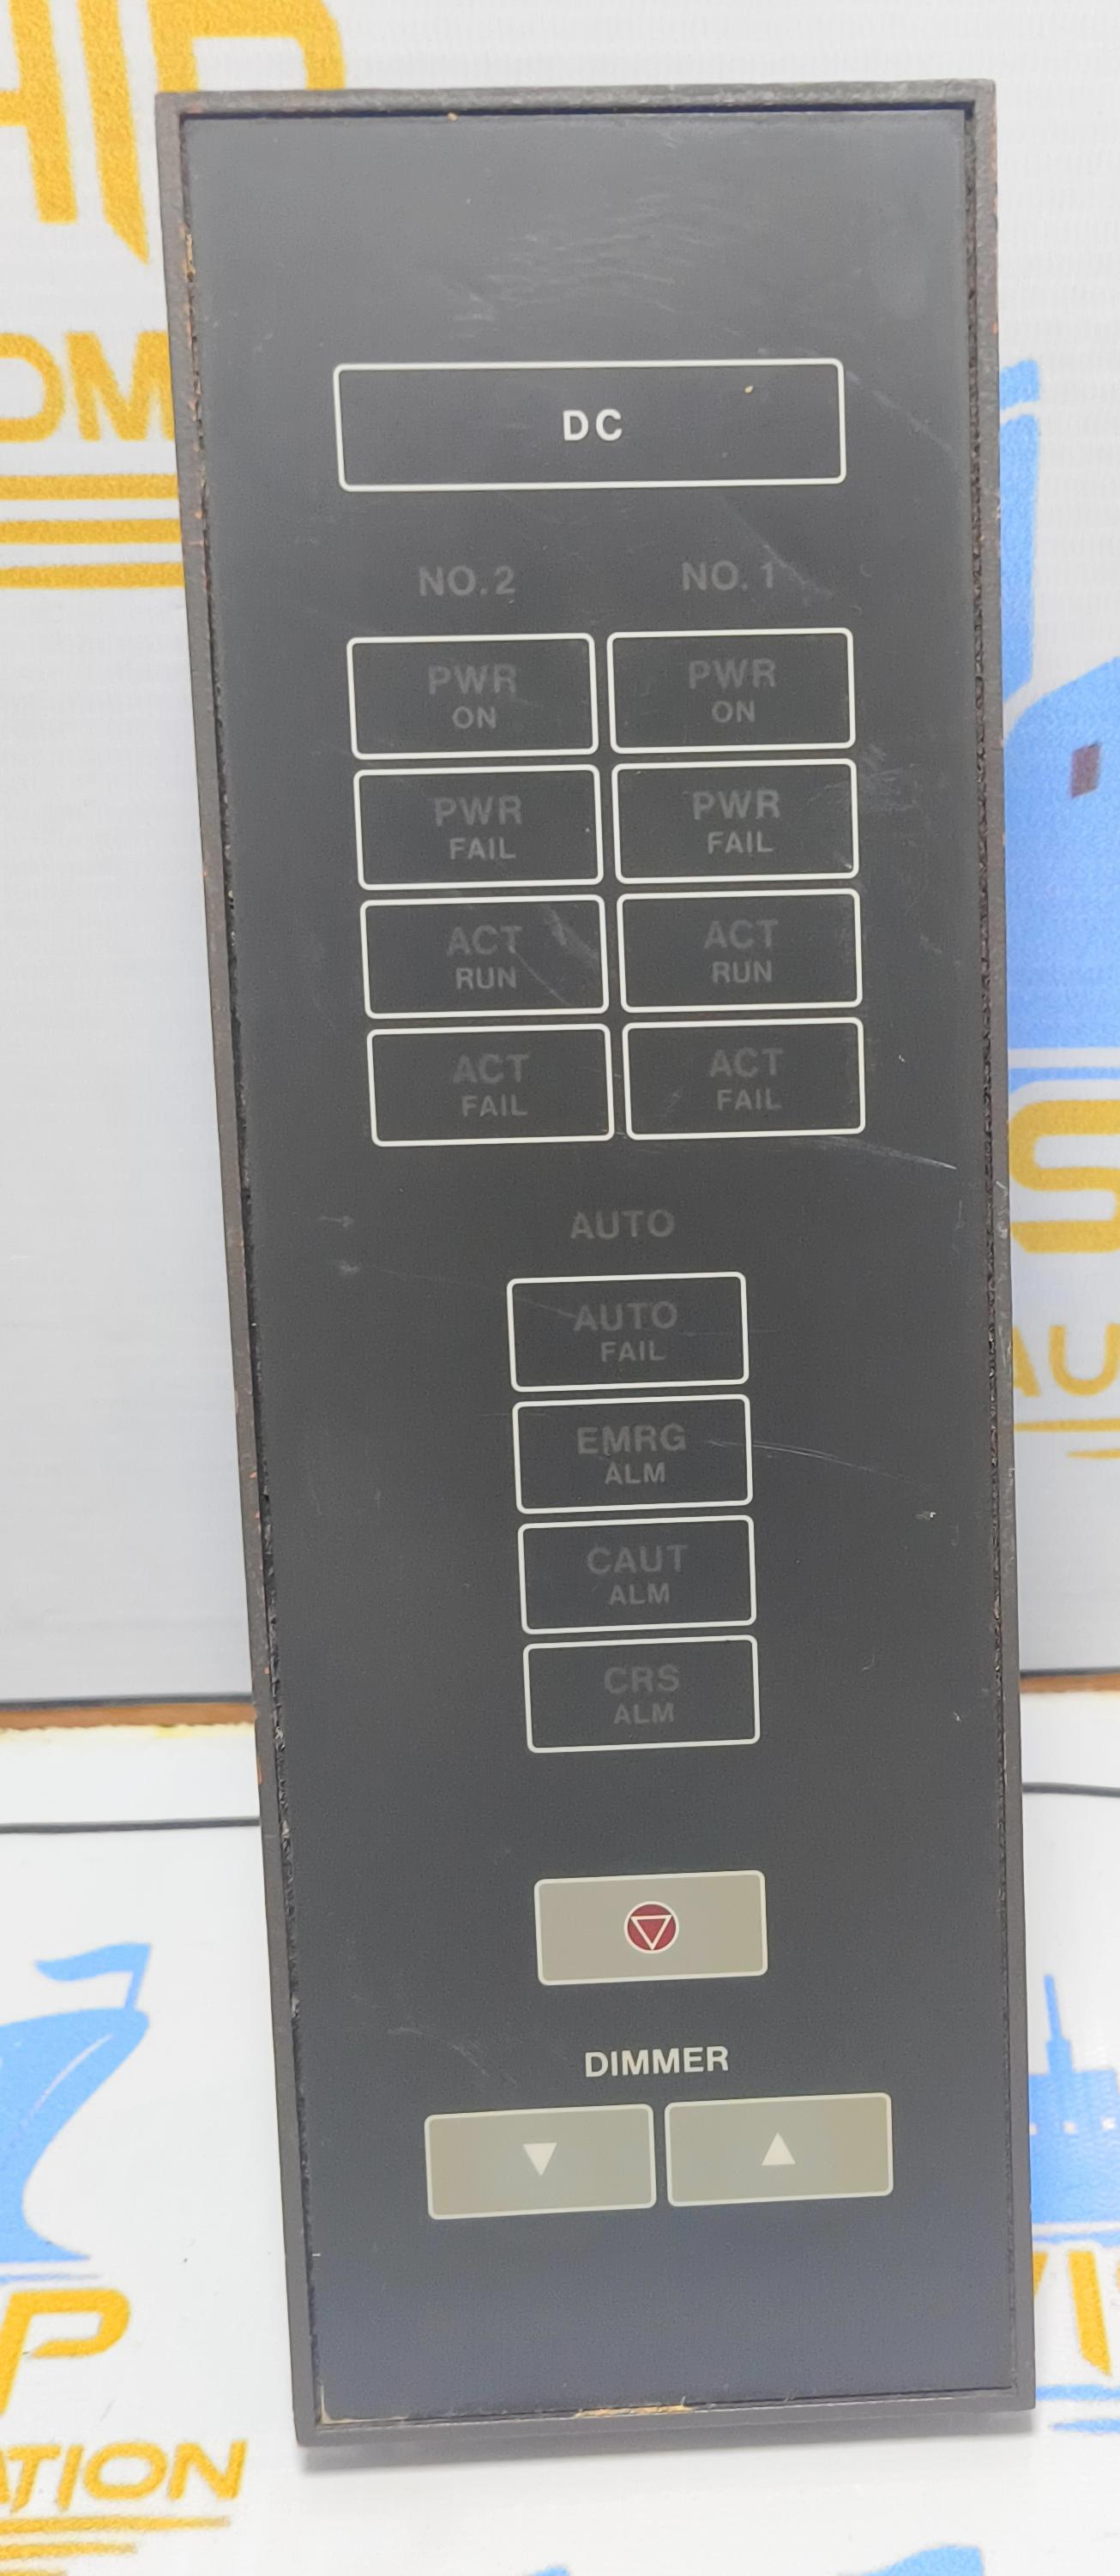 DC
NO.2 NO.1
PWR
ON
PWR
ON
PWR
FAIL
PWR
FAIL
ACT
RUN
ACT
RUN
ACT
FAIL
ACT
FAIL
AUTO
AUTO
FAIL
EMRG
ALM
CAUT
ALM
CRS
ALM
DIMMER